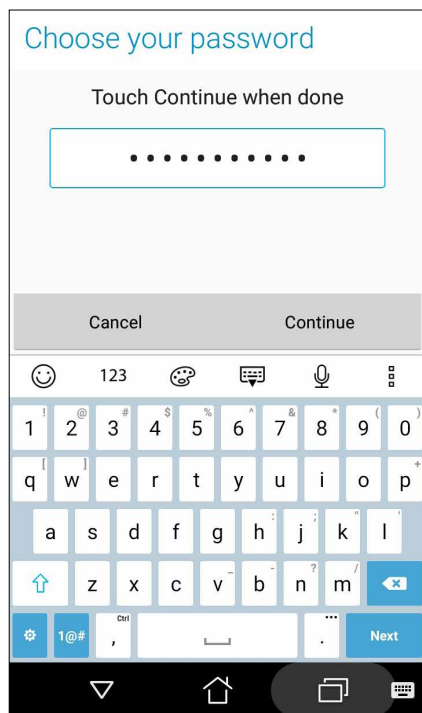 Choose your password
Touch Continue when done
•••••••••••
Cancel Continue
123
! @ # $ % ^ & * ( )
1 2 3 4 5 6 7 8 9 0
[ ] +
q w e r t y u i o p
: ; " '
a s d f g h j k l
_ - ? /
z x c v b n m
Ctrl •••
1@# , . Next